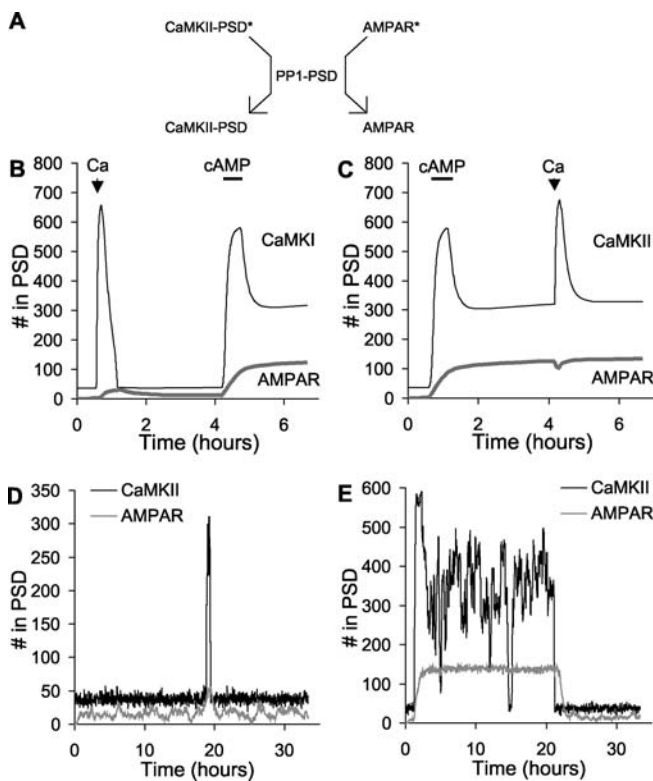 A
CaMKII-PSD* AMPAR*
PP1-PSD
CaMKII-PSD AMPAR
B Ca cAMP
800
700
600
500
400
300
200
100
0
# in PSD
CaMKI
AMPAR
0 2 4 6
Time (hours)
C cAMP Ca
800
700
600
500
400
300
200
100
0
# in PSD
CaMKII
AMPAR
0 2 4 6
Time (hours)
D
CaMKII
AMPAR
350
300
250
200
150
100
50
0
# in PSD
0 10 20 30
Time (hours)
E
CaMKII
AMPAR
600
500
400
300
200
100
0
# in PSD
0 10 20 30
Time (hours)